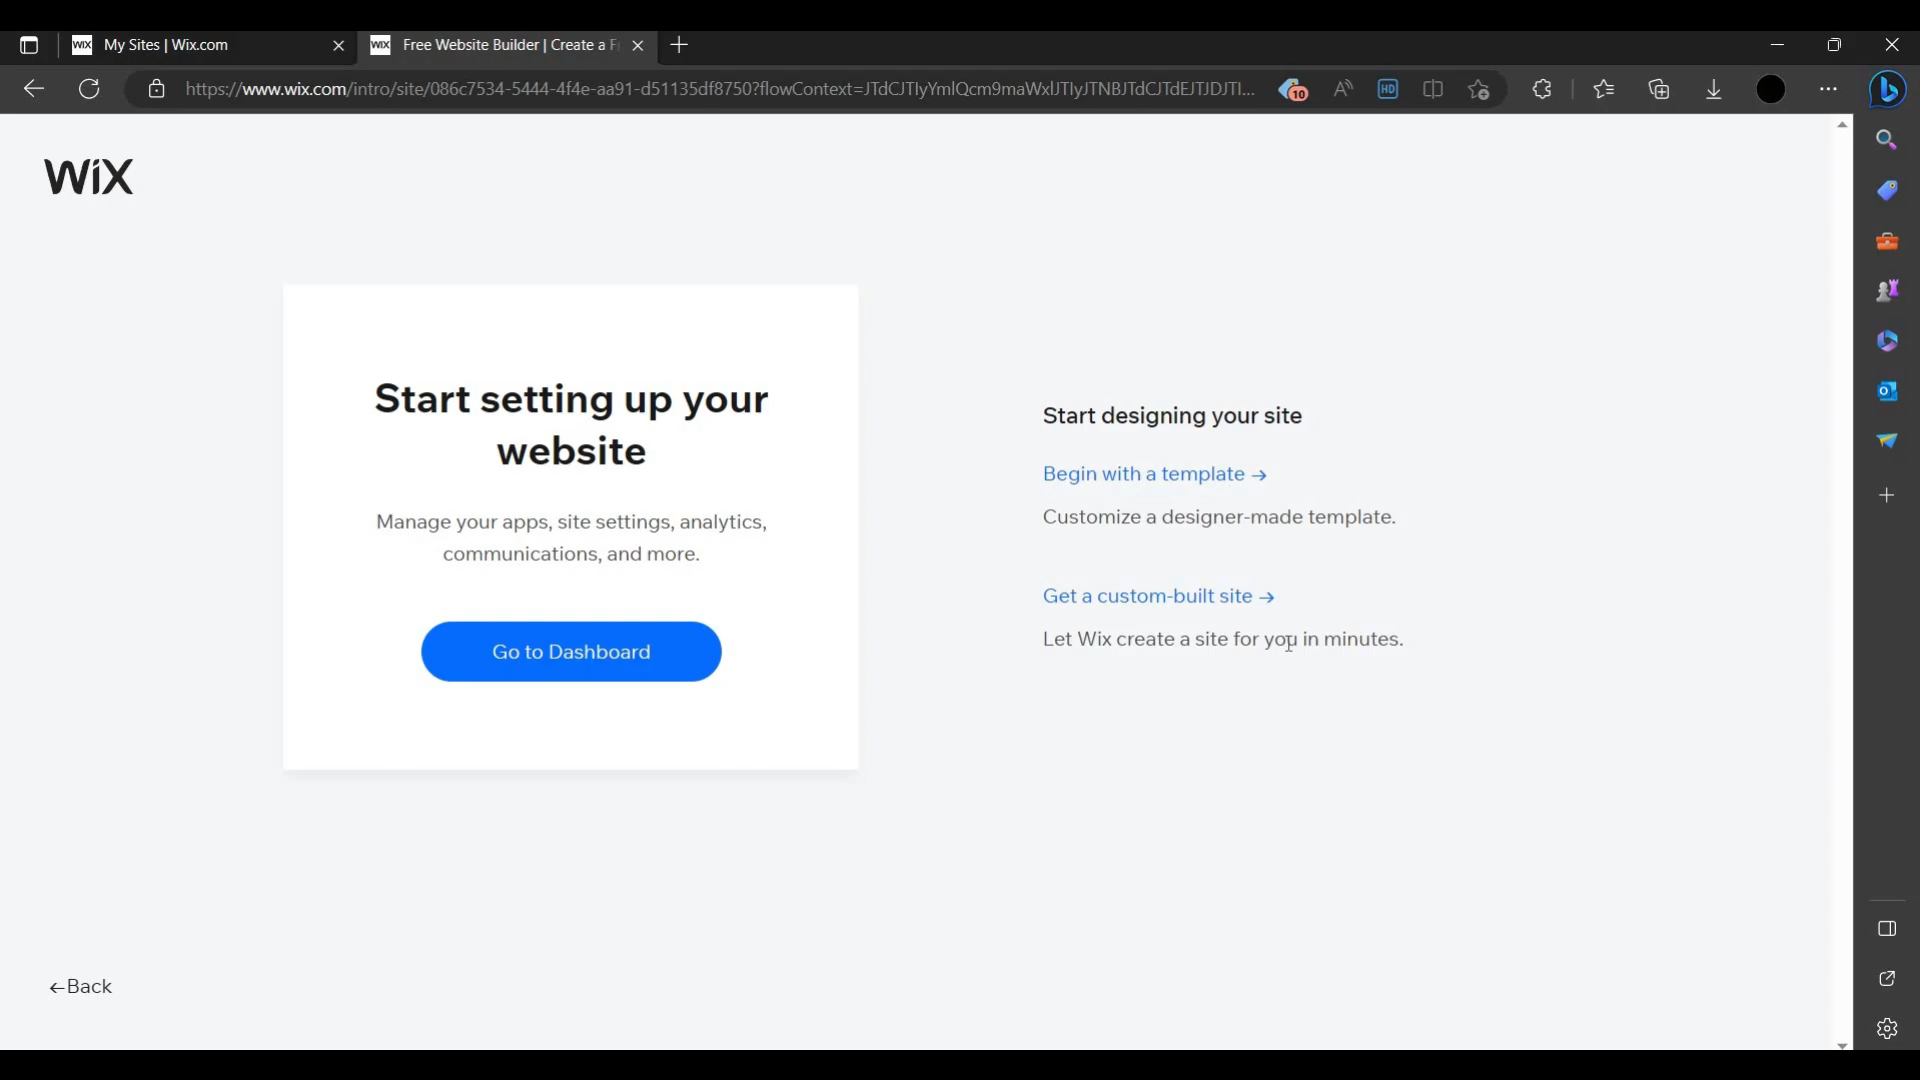 My Sites | Wix.com
Free Website Builder | Create a F
https://www.wix.com/intro/site/086c7534-5444-4f4e-aa91-d51135df8750?flowContext=JTdCJTIyYmlQcm9maWxlJTIyJTNBJTdCJTdEJTJDJTI...
10
HD
WiX
Start setting up your
website
Manage your apps, site settings, analytics,
communications, and more.
Go to Dashboard
Start designing your site
Begin with a template →
Customize a designer-made template.
Get a custom-built site →
Let Wix create a site for you in minutes.
←Back